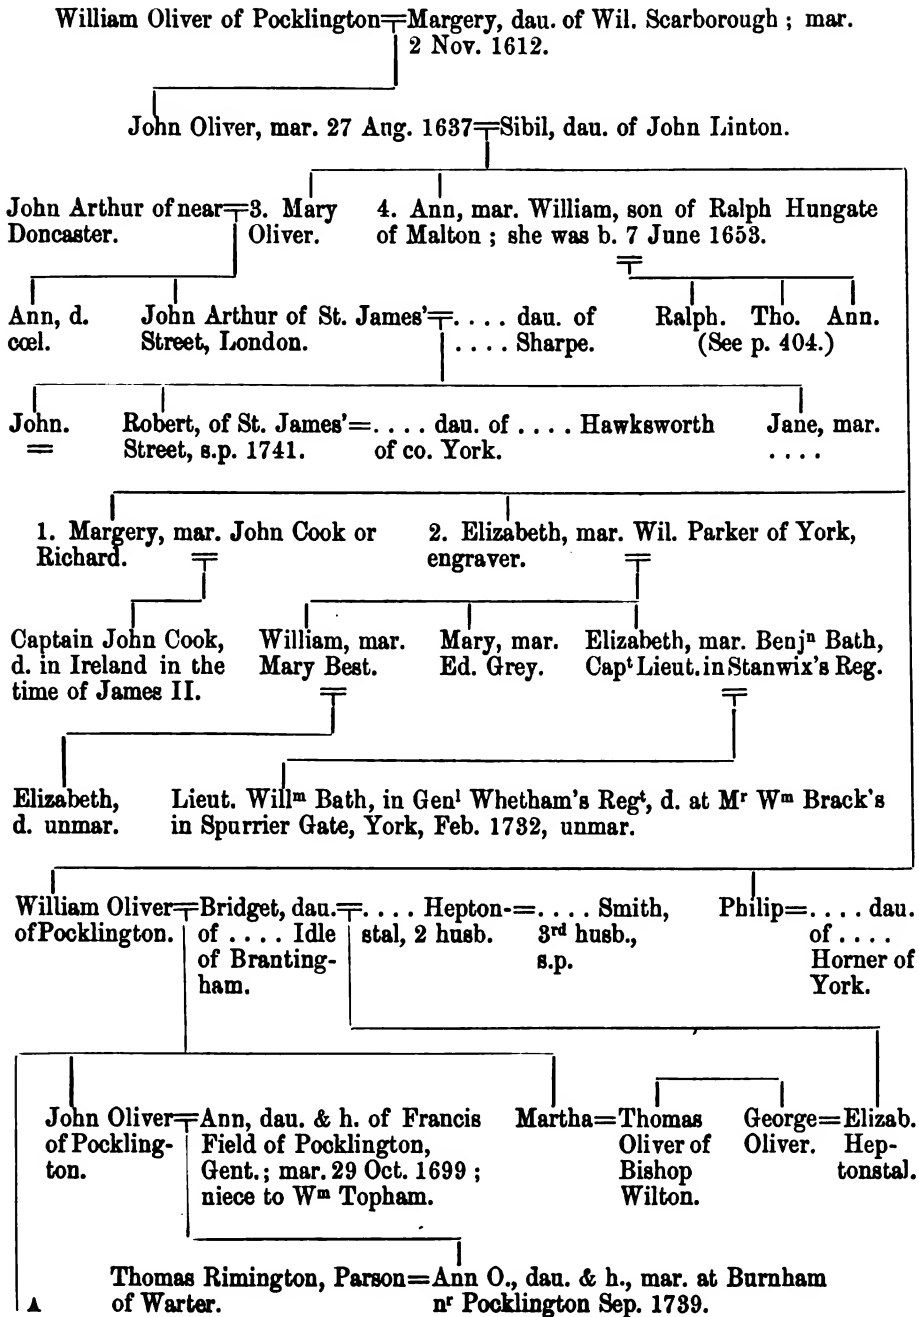 William Oliver of Pocklington=Margery, dau. of Wil. Scarborough ; mar.
2 Nov. 1612.
John Oliver, mar. 27 Aug. 1637=Sibil, dau. of John Linton.
John Arthur of near=3. Mary 4. Ann, mar. William, son of Ralph Hungate
Doncaster. Oliver. of Malton ; she was b. 7 June 1653.
Ann, d. John Arthur of St. James'=. . . . dau. of Ralph. Tho. Ann.
cœl. Street, London. . . . . Sharpe. (See p. 404.)
John. Robert, of St. James'=. . . . dau. of . . . . Hawksworth Jane, mar.
= Street, s.p. 1741. of co. York. . . . .
1. Margery, mar. John Cook or 2. Elizabeth, mar. Wil. Parker of York,
Richard. engraver.
Captain John Cook, William, mar. Mary, mar. Elizabeth, mar. Benjⁿ Bath,
d. in Ireland in the Mary Best. Ed. Grey. Capᵗ Lieut. in Stanwix's Reg.
time of James II.
Elizabeth, Lieut. Willᵐ Bath, in Genˡ Whetham's Regᵗ, d. at Mʳ Wᵐ Brack's
d. unmar. in Spurrier Gate, York, Feb. 1732, unmar.
William Oliver=Bridget, dau.=. . . . Hepton-=. . . . Smith, Philip=. . . . dau.
of Pocklington. of . . . . Idle stal, 2 husb. 3ʳᵈ husb., of . . . .
of Branting- s.p. Horner of
ham. York.
John Oliver=Ann, dau. & h. of Francis Martha=Thomas George=Elizab.
of Pockling- Field of Pocklington, Oliver of Oliver. Hep-
ton. Gent. ; mar. 29 Oct. 1699 ; Bishop tonstal.
niece to Wᵐ Topham. Wilton.
Thomas Rimington, Parson=Ann O., dau. & h., mar. at Burnham
of Warter. nʳ Pocklington Sep. 1739.